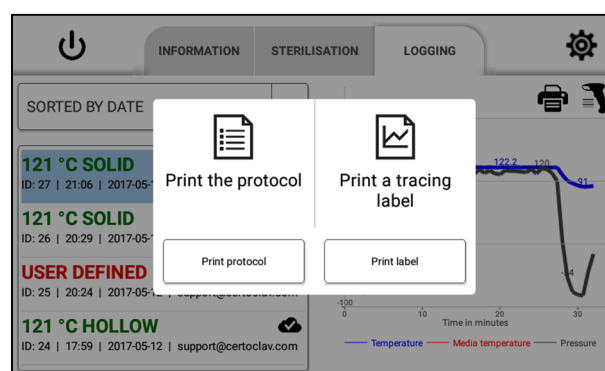 INFORMATION
STERILISATION
LOGGING
SORTED BY DATE
121 °C SOLID
ID: 27 | 21:06 | 2017-05-
121 °C SOLID
ID: 26 | 20:29 | 2017-05-
USER DEFINED
ID: 25 | 20:24 | 2017-05-12 | support@certoclav.com
121 °C HOLLOW
ID: 24 | 17:59 | 2017-05-12 | support@certoclav.com
Print the protocol
Print protocol
Print a tracing
label
Print label
122.2
120
91
-100
0
10
20
30
Time in minutes
Temperature
Media temperature
Pressure